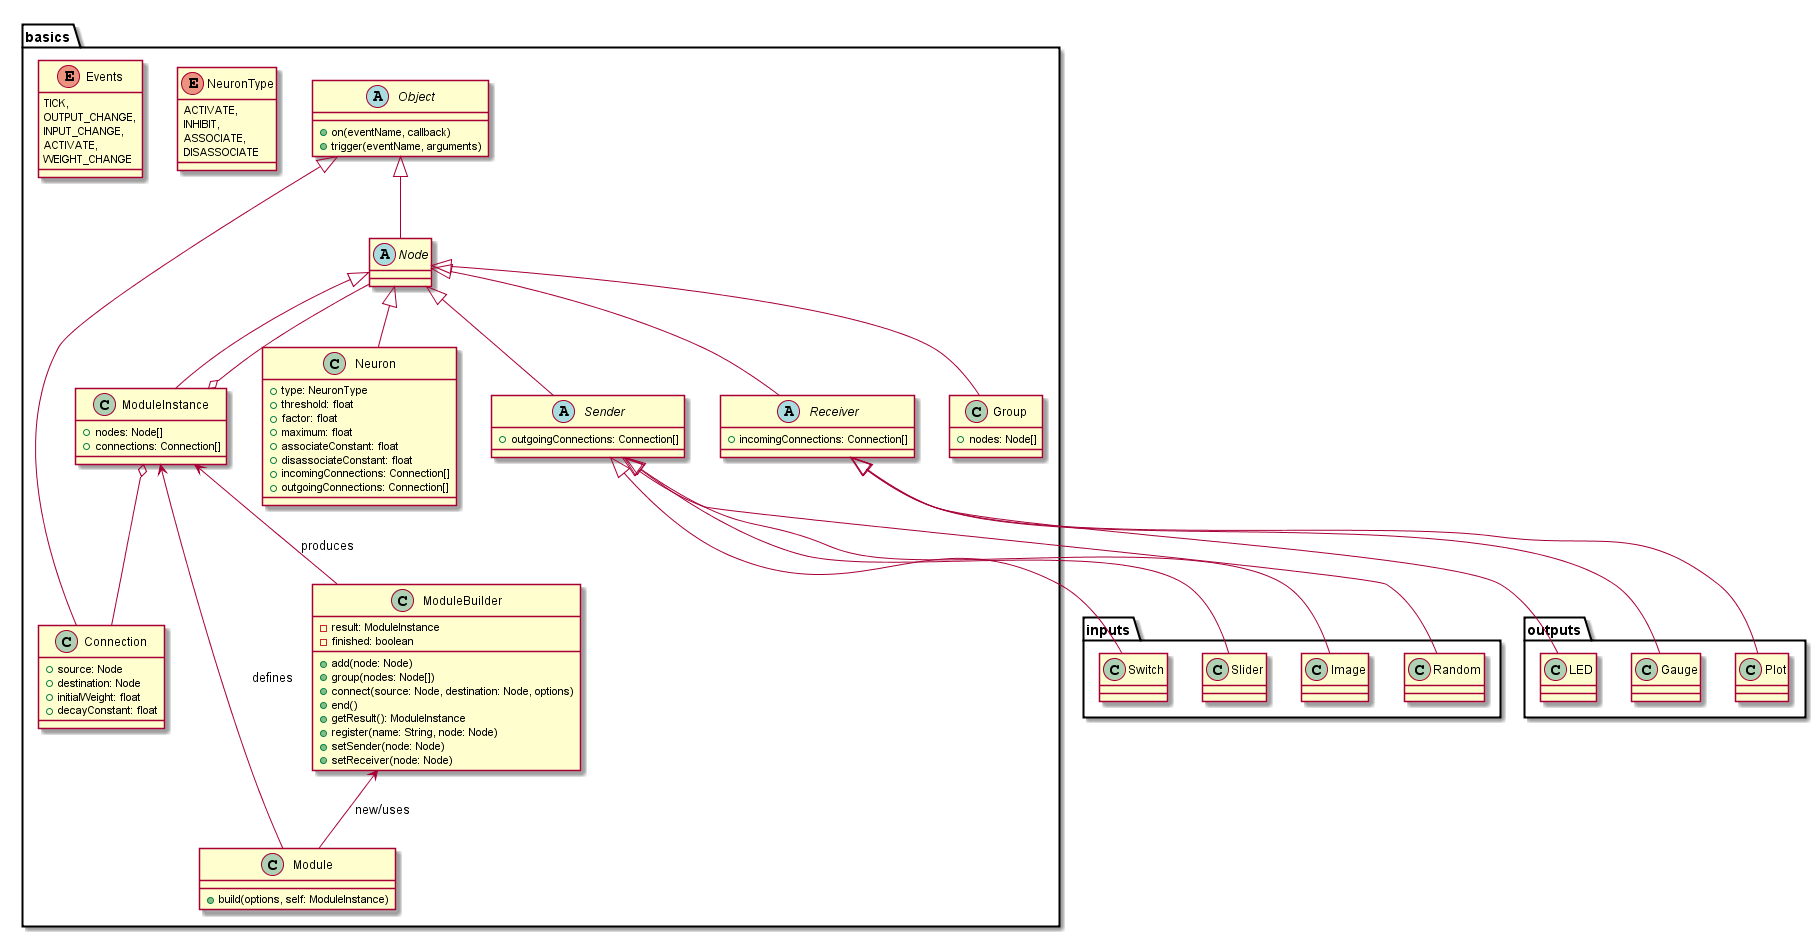 basics
E Events
TICK,
OUTPUT_CHANGE,
INPUT_CHANGE,
ACTIVATE,
WEIGHT_CHANGE
E NeuronType
ACTIVATE,
INHIBIT,
ASSOCIATE,
DISASSOCIATE
A Object
on(eventName, callback)
trigger(eventName, arguments)
A Node
C ModuleInstance
nodes: Node[]
connections: Connection[]
C Neuron
type: NeuronType
threshold: float
factor: float
maximum: float
associateConstant: float
disassociateConstant: float
incomingConnections: Connection[]
outgoingConnections: Connection[]
A Sender
outgoingConnections: Connection[]
A Receiver
incomingConnections: Connection[]
C Group
nodes: Node[]
produces
C Connection
source: Node
destination: Node
initialWeight: float
decayConstant: float
defines
C ModuleBuilder
result: ModuleInstance
finished: boolean
add(node: Node)
group(nodes: Node[])
connect(source: Node, destination: Node, options)
end()
getResult(): ModuleInstance
register(name: String, node: Node)
setSender(node: Node)
setReceiver(node: Node)
new/uses
C Module
build(options, self: ModuleInstance)
inputs
C Switch
C Slider
C Image
C Random
outputs
C LED
C Gauge
C Plot